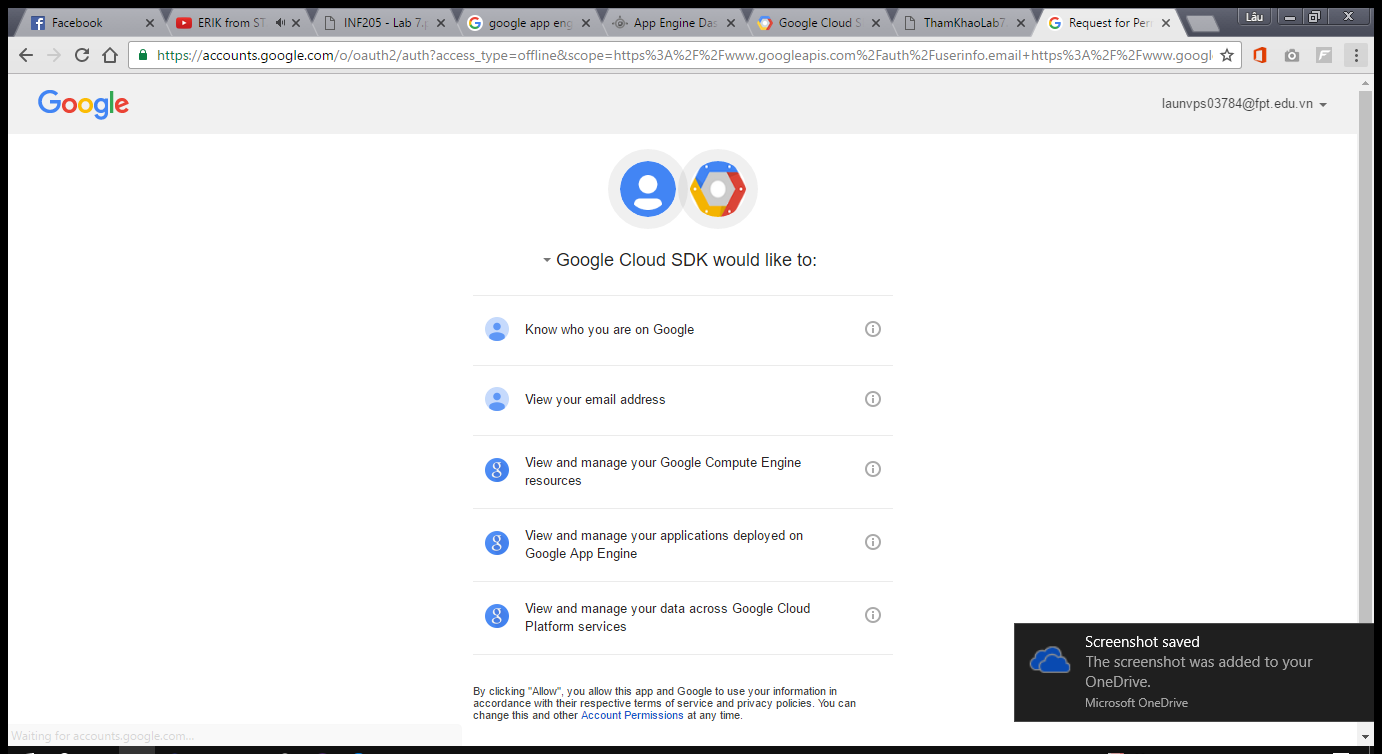 Facebook
ERIK from ST
INF205 - Lab 7.p
google app eng
App Engine Das
Google Cloud S
ThamKhaoLab7.
Request for Per
Lâu
https://accounts.google.com/o/oauth2/auth?access_type=offline&scope=https%3A%2F%2Fwww.googleapis.com%2Fauth%2Fuserinfo.email+https%3A%2F%2Fwww.googl
Google
launvps03784@fpt.edu.vn
Google Cloud SDK would like to:
Know who you are on Google
View your email address
View and manage your Google Compute Engine
resources
View and manage your applications deployed on
Google App Engine
View and manage your data across Google Cloud
Platform services
By clicking "Allow", you allow this app and Google to use your information in
accordance with their respective terms of service and privacy policies. You can
change this and other Account Permissions at any time.
Screenshot saved
The screenshot was added to your
OneDrive.
Microsoft OneDrive
Waiting for accounts.google.com...